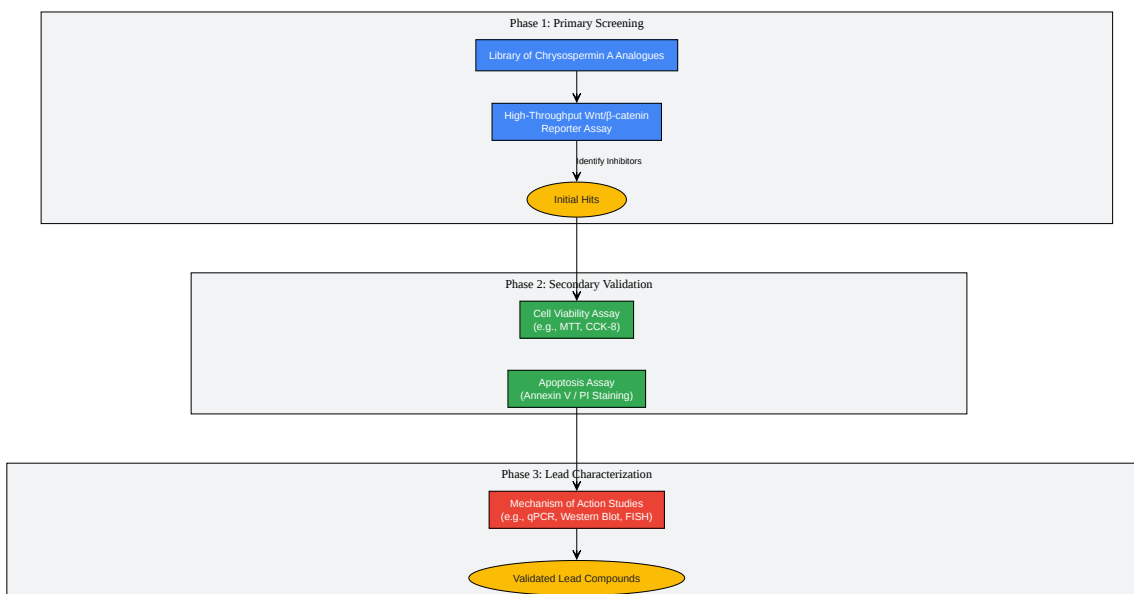 Phase 1: Primary Screening
Library of Chrysospermin A Analogues
High-Throughput Wnt/β-catenin
Reporter Assay
Identify Inhibitors
Initial Hits
Phase 2: Secondary Validation
Cell Viability Assay
(e.g., MTT, CCK-8)
Apoptosis Assay
(Annexin V / PI Staining)
Phase 3: Lead Characterization
Mechanism of Action Studies
(e.g., qPCR, Western Blot, FISH)
Validated Lead Compounds